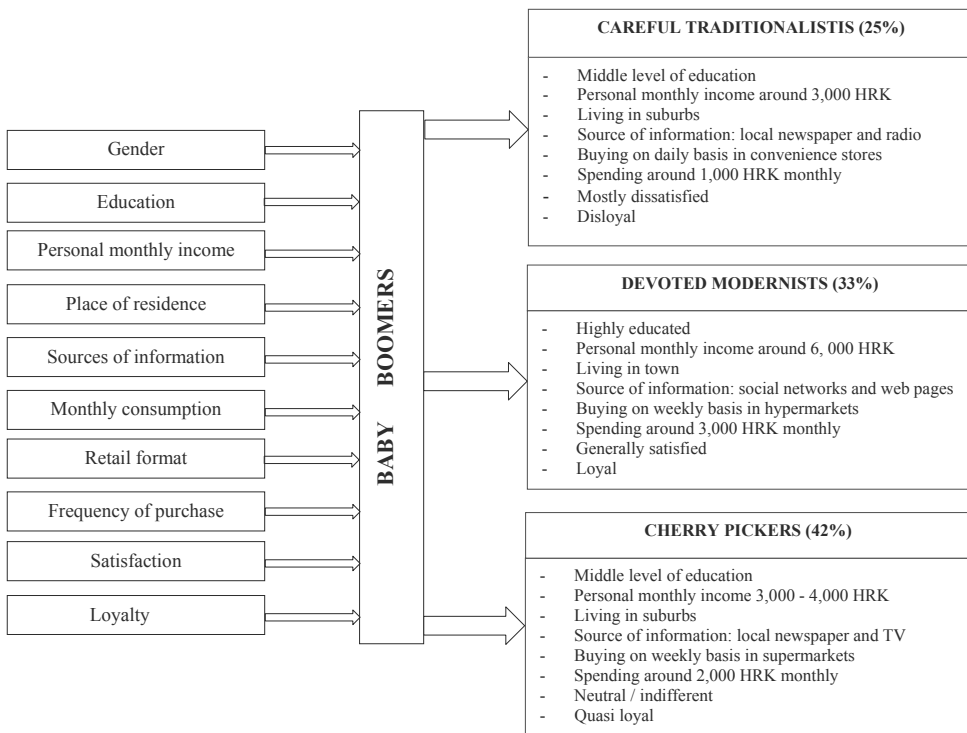 Gender
Education
Personal monthly income
Place of residence
Sources of information
Monthly consumption
Retail format
Frequency of purchase
Satisfaction
Loyalty
BABY BOOMERS
CAREFUL TRADITIONALISTIS (25%)
- Middle level of education
- Personal monthly income around 3,000 HRK
- Living in suburbs
- Source of information: local newspaper and radio
- Buying on daily basis in convenience stores
- Spending around 1,000 HRK monthly
- Mostly dissatisfied
- Disloyal
DEVOTED MODERNISTS (33%)
- Highly educated
- Personal monthly income around 6, 000 HRK
- Living in town
- Source of information: social networks and web pages
- Buying on weekly basis in hypermarkets
- Spending around 3,000 HRK monthly
- Generally satisfied
- Loyal
CHERRY PICKERS (42%)
- Middle level of education
- Personal monthly income 3,000 - 4,000 HRK
- Living in suburbs
- Source of information: local newspaper and TV
- Buying on weekly basis in supermarkets
- Spending around 2,000 HRK monthly
- Neutral / indifferent
- Quasi loyal